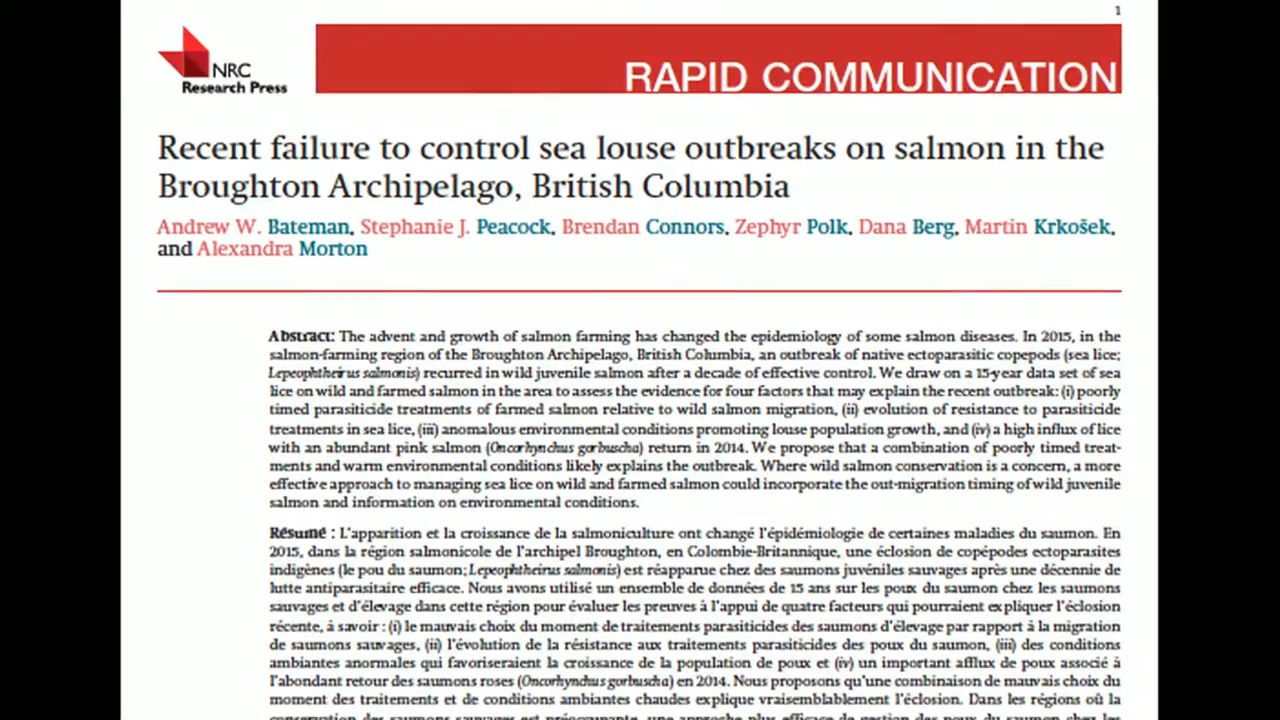 1
NRC
Research Press
RAPID COMMUNICATION
Recent failure to control sea louse outbreaks on salmon in the
Broughton Archipelago, British Columbia
Andrew W. Bateman, Stephanie J. Peacock, Brendan Connors, Zephyr Polk, Dana Berg, Martin Krkošek,
and Alexandra Morton
Abstract: The advent and growth of salmon farming has changed the epidemiology of some salmon diseases. In 2015, in the
salmon-farming region of the Broughton Archipelago, British Columbia, an outbreak of native ectoparasitic copepods (sea lice;
Lepeophtheirus salmonis) recurred in wild juvenile salmon after a decade of effective control. We draw on a 15-year data set of sea
lice on wild and farmed salmon in the area to assess the evidence for four factors that may explain the recent outbreak: (i) poorly
timed parasiticide treatments of farmed salmon relative to wild salmon migration, (ii) evolution of resistance to parasiticide
treatments in sea lice, (iii) anomalous environmental conditions promoting louse population growth, and (iv) a high influx of lice
with an abundant pink salmon (Oncorhynchus gorbuscha) return in 2014. We propose that a combination of poorly timed treat-
ments and warm environmental conditions likely explains the outbreak. Where wild salmon conservation is a concern, a more
effective approach to managing sea lice on wild and farmed salmon could incorporate the out-migration timing of wild juvenile
salmon and information on environmental conditions.
Résumé : L'apparition et la croissance de la salmoniculture ont changé l'épidémiologie de certaines maladies du saumon. En
2015, dans la région salmonicole de l'archipel Broughton, en Colombie-Britannique, une éclosion de copépodes ectoparasites
indigènes (le pou du saumon; Lepeophtheirus salmonis) est réapparue chez des saumons juvéniles sauvages après une décennie de
lutte antiparasitaire efficace. Nous avons utilisé un ensemble de données de 15 ans sur les poux du saumon chez les saumons
sauvages et d'élevage dans cette région pour évaluer les preuves à l'appui de quatre facteurs qui pourraient expliquer l'éclosion
récente, à savoir : (i) le mauvais choix du moment de traitements parasiticides des saumons d'élevage par rapport à la migration
de saumons sauvages, (ii) l'évolution de la résistance aux traitements parasiticides des poux du saumon, (iii) des conditions
ambiantes anormales qui favoriseraient la croissance de la population de poux et (iv) un important afflux de poux associé à
l'abondant retour des saumons roses (Oncorhynchus gorbuscha) en 2014. Nous proposons qu'une combinaison de mauvais choix du
moment des traitements et de conditions ambiantes chaudes explique vraisemblablement l'éclosion. Dans les régions où la
conservation des saumons sauvages est préoccupante, une approche plus efficace de gestion des poux du saumon chez les